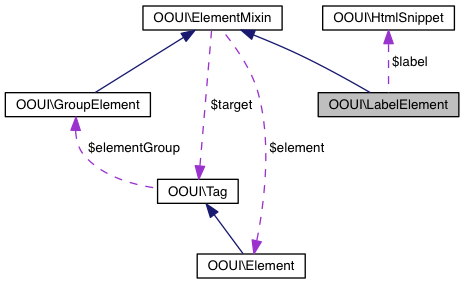 OOUI\ElementMixin
OOUI\HtmlSnippet
$label
OOUI\GroupElement
$target
OOUI\LabelElement
$elementGroup
$element
OOUI\Tag
OOUI\Element